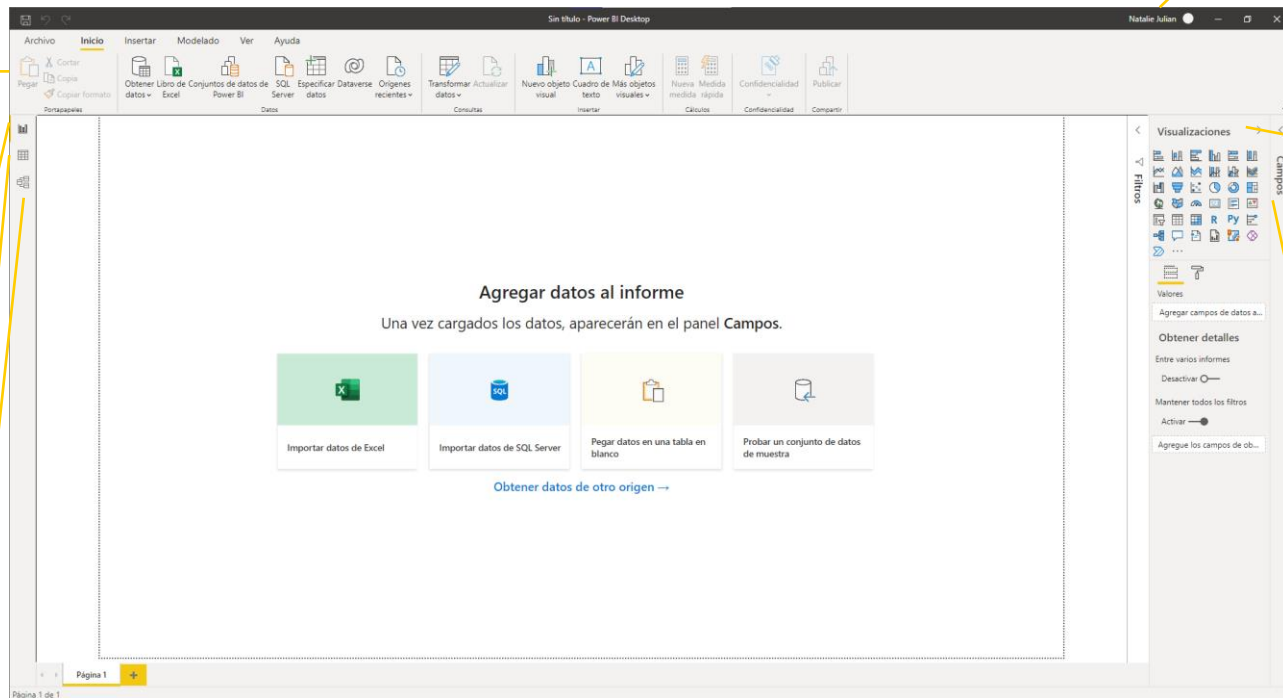 Sin título - Power BI Desktop
Natalie Julian
Archivo Inicio Insertar Modelado Ver Ayuda
Pegar
Cortar
Copia
Copiar formato
Portapapeles
Obtener datos
Libro de Excel
Conjuntos de datos de Power BI
SQL Server
Especificar datos
Dataverse
Orígenes recientes
Datos
Transformar datos
Actualizar
Consultas
Nuevo objeto visual
Cuadro de texto
Más objetos visuales
Insertar
Nueva medida
Medida rápida
Cálculos
Confidencialidad
Confidencialidad
Publicar
Compartir
Agregar datos al informe
Una vez cargados los datos, aparecerán en el panel Campos.
Importar datos de Excel
SQL
Importar datos de SQL Server
Pegar datos en una tabla en
blanco
Probar un conjunto de datos
de muestra
Obtener datos de otro origen →
Filtros
Visualizaciones
R Py
Valores
Agregar campos de datos a...
Obtener detalles
Entre varios informes
Desactivar
Mantener todos los filtros
Activar
Agregue los campos de ob...
Campos
Página 1 +
Página 1 de 1